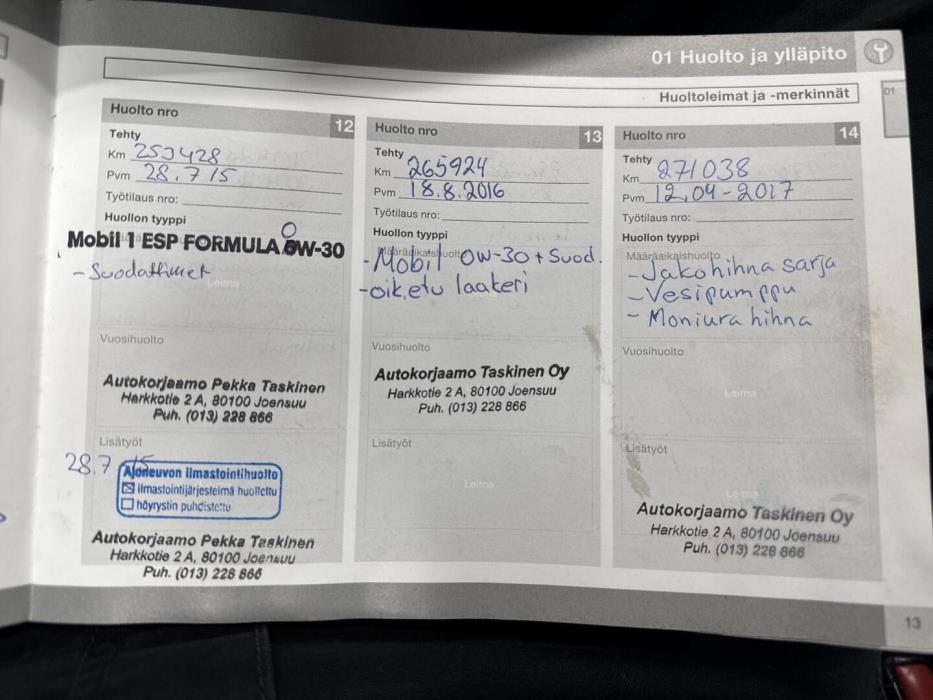 01 Huolto ja ylläpito
Huoltoleimat ja -merkinnät
01
Huolto nro 12
Tehty
Km 253428
Pvm 28.7 15
Työtilaus nro:
Huollon tyyppi
Mobil 1 ESP FORMULA 0W-30
- Suodattimet
Leima
Vuosihuolto
Autokorjaamo Pekka Taskinen
Harkkotie 2 A, 80100 Joensuu
Puh. (013) 228 866
Lisätyöt
28.7 15
Ajoneuvon ilmastointihuolto
ilmastointijärjestelmä huollettu
höyrystin puhdistettu
Autokorjaamo Pekka Taskinen
Harkkotie 2 A, 80100 Joensuu
Puh. (013) 228 866
Huolto nro 13
Tehty
Km 265924
Pvm 18.8.2016
Työtilaus nro:
Huollon tyyppi
Määräaikaishuolto
- Mobil 0W-30 + Suod.
- oik.etu laakeri
Vuosihuolto
Autokorjaamo Taskinen Oy
Harkkotie 2 A, 80100 Joensuu
Puh. (013) 228 866
Lisätyöt
Leima
Huolto nro 14
Tehty
Km 271038
Pvm 12.04-2017
Työtilaus nro:
Huollon tyyppi
Määräaikaishuolto
- Jakohihna sarja
- Vesipumppu
- Moniura hihna
Vuosihuolto
Leima
Lisätyöt
Leima
Autokorjaamo Taskinen Oy
Harkkotie 2 A, 80100 Joensuu
Puh. (013) 228 866
13